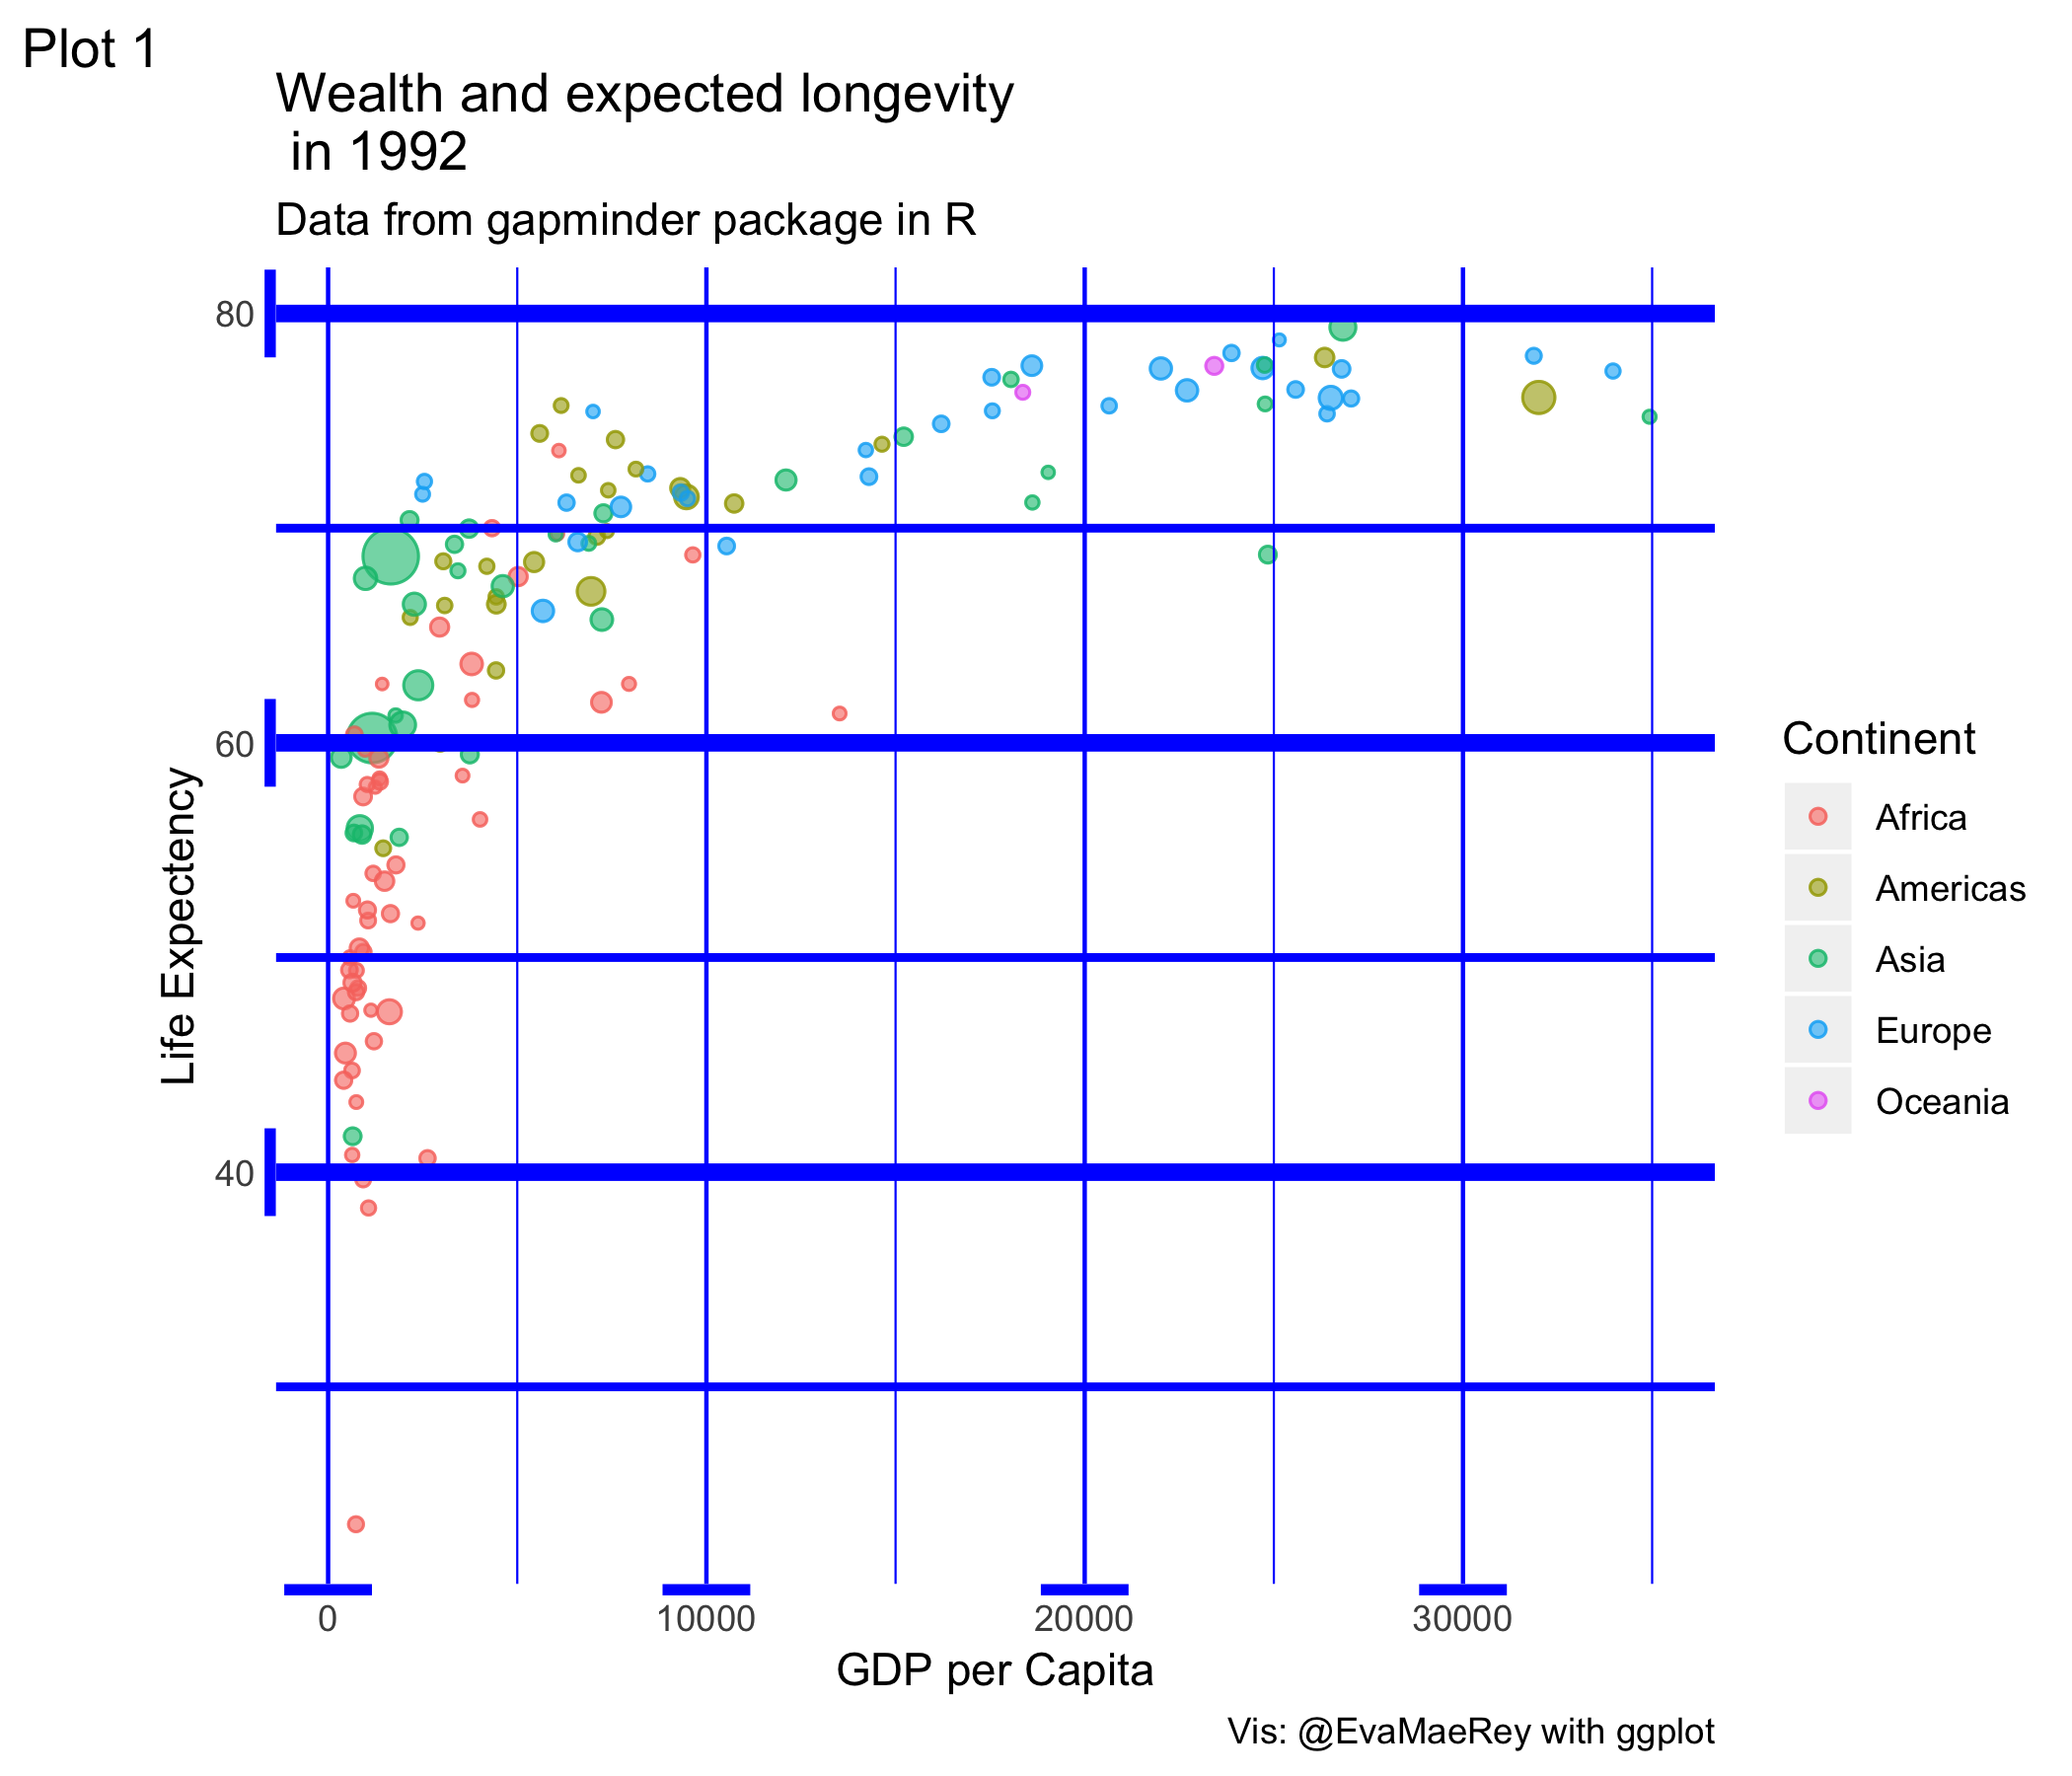 Plot 1
Wealth and expected longevity
in 1992
Data from gapminder package in R
80
60
40
Life Expectency
0
10000
20000
30000
GDP per Capita
Continent
Africa
Americas
Asia
Europe
Oceania
Vis: @EvaMaeRey with ggplot